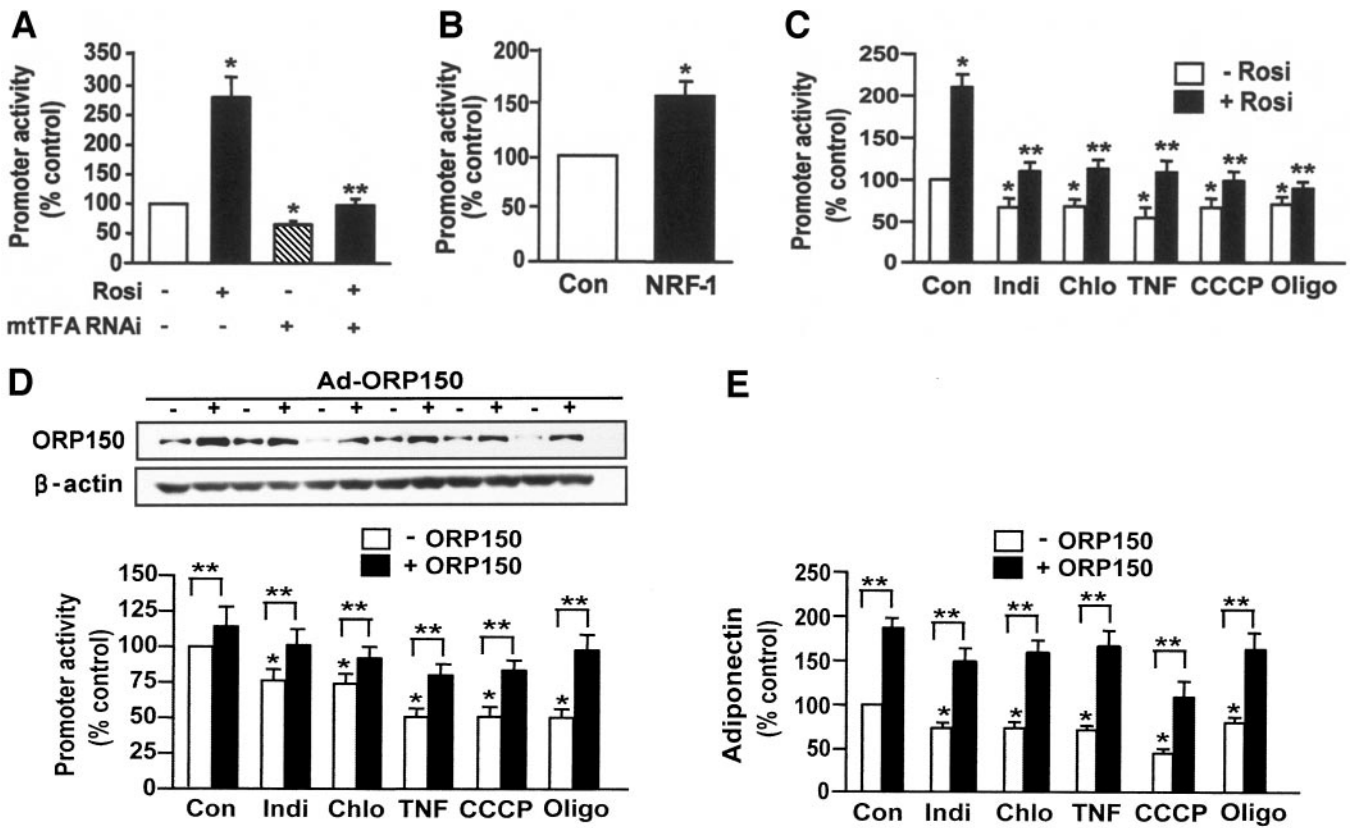 A
Promoter activity
(% control)
350
300
250
200
150
100
50
0
*
*
**
Rosi - + - +
mtTFA RNAi - - + +
B
Promoter activity
(% control)
200
150
100
50
0
*
Con NRF-1
C
Promoter activity
(% control)
250
200
150
100
50
0
- Rosi
+ Rosi
*
* **
* **
* **
* **
* **
Con Indi Chlo TNF CCCP Oligo
D
Ad-ORP150
- + - + - + - + - + - +
ORP150
β-actin
- ORP150
+ ORP150
Promoter activity
(% control)
150
125
100
75
50
25
0
** ** ** ** ** **
* * * * *
Con Indi Chlo TNF CCCP Oligo
E
- ORP150
+ ORP150
Adiponectin
(% control)
250
200
150
100
50
0
** ** ** ** ** **
* * * * *
Con Indi Chlo TNF CCCP Oligo